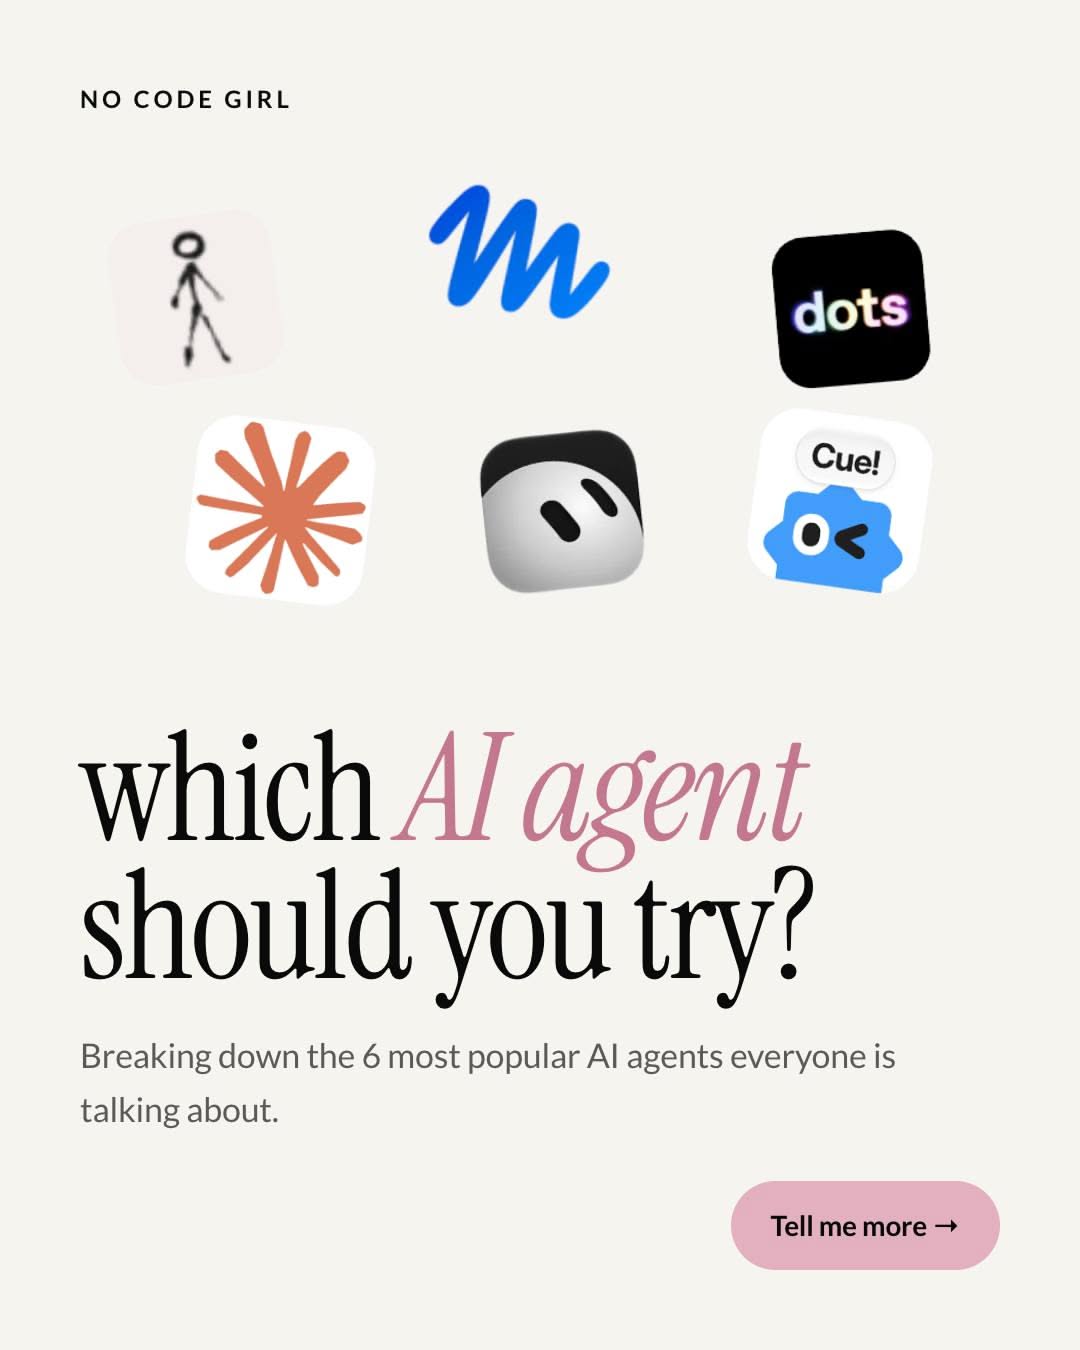 NO CODE GIRL
dots
Cue!
which AI agent
should you try?
Breaking down the 6 most popular AI agents everyone is
talking about.
Tell me more →